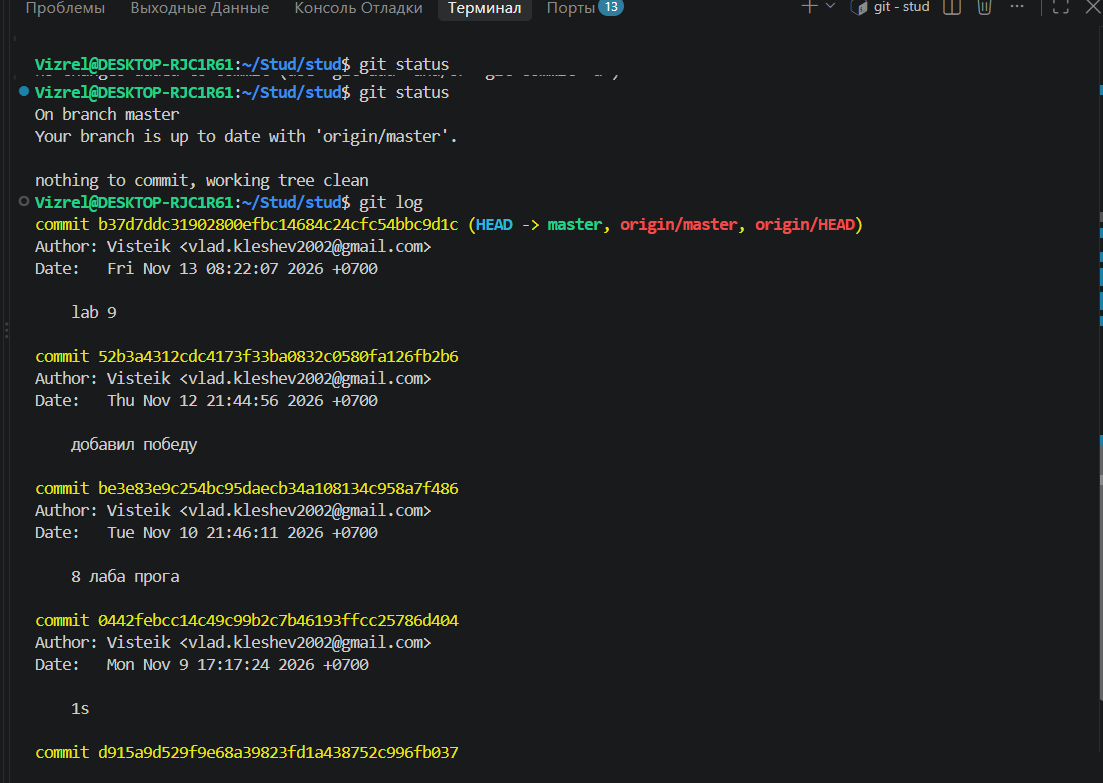 Проблемы Выходные Данные Консоль Отладки Терминал Порты 13 git - stud
Vizrel@DESKTOP-RJC1R61:~/Stud/stud$ git status
Vizrel@DESKTOP-RJC1R61:~/Stud/stud$ git status
On branch master
Your branch is up to date with 'origin/master'.
nothing to commit, working tree clean
Vizrel@DESKTOP-RJC1R61:~/Stud/stud$ git log
commit b37d7ddc31902800efbc14684c24cfc54bbc9d1c (HEAD -> master, origin/master, origin/HEAD)
Author: Visteik <vlad.kleshev2002@gmail.com>
Date:   Fri Nov 13 08:22:07 2026 +0700
lab 9
commit 52b3a4312cdc4173f33ba0832c0580fa126fb2b6
Author: Visteik <vlad.kleshev2002@gmail.com>
Date:   Thu Nov 12 21:44:56 2026 +0700
добавил победу
commit be3e83e9c254bc95daecb34a108134c958a7f486
Author: Visteik <vlad.kleshev2002@gmail.com>
Date:   Tue Nov 10 21:46:11 2026 +0700
8 лаба прога
commit 0442febcc14c49c99b2c7b46193ffcc25786d404
Author: Visteik <vlad.kleshev2002@gmail.com>
Date:   Mon Nov 9 17:17:24 2026 +0700
1s
commit d915a9d529f9e68a39823fd1a438752c996fb037